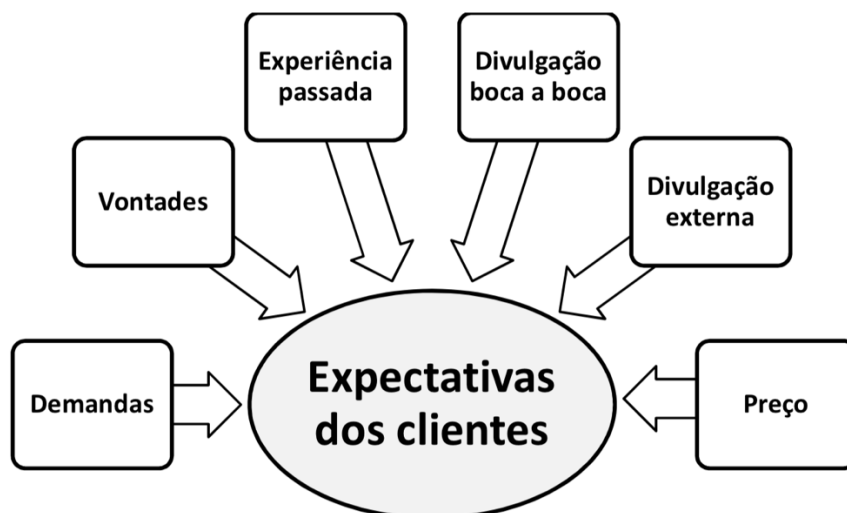 Experiência
passada
Divulgação
boca a boca
Vontades
Divulgação
externa
Demandas
Expectativas
dos clientes
Preço